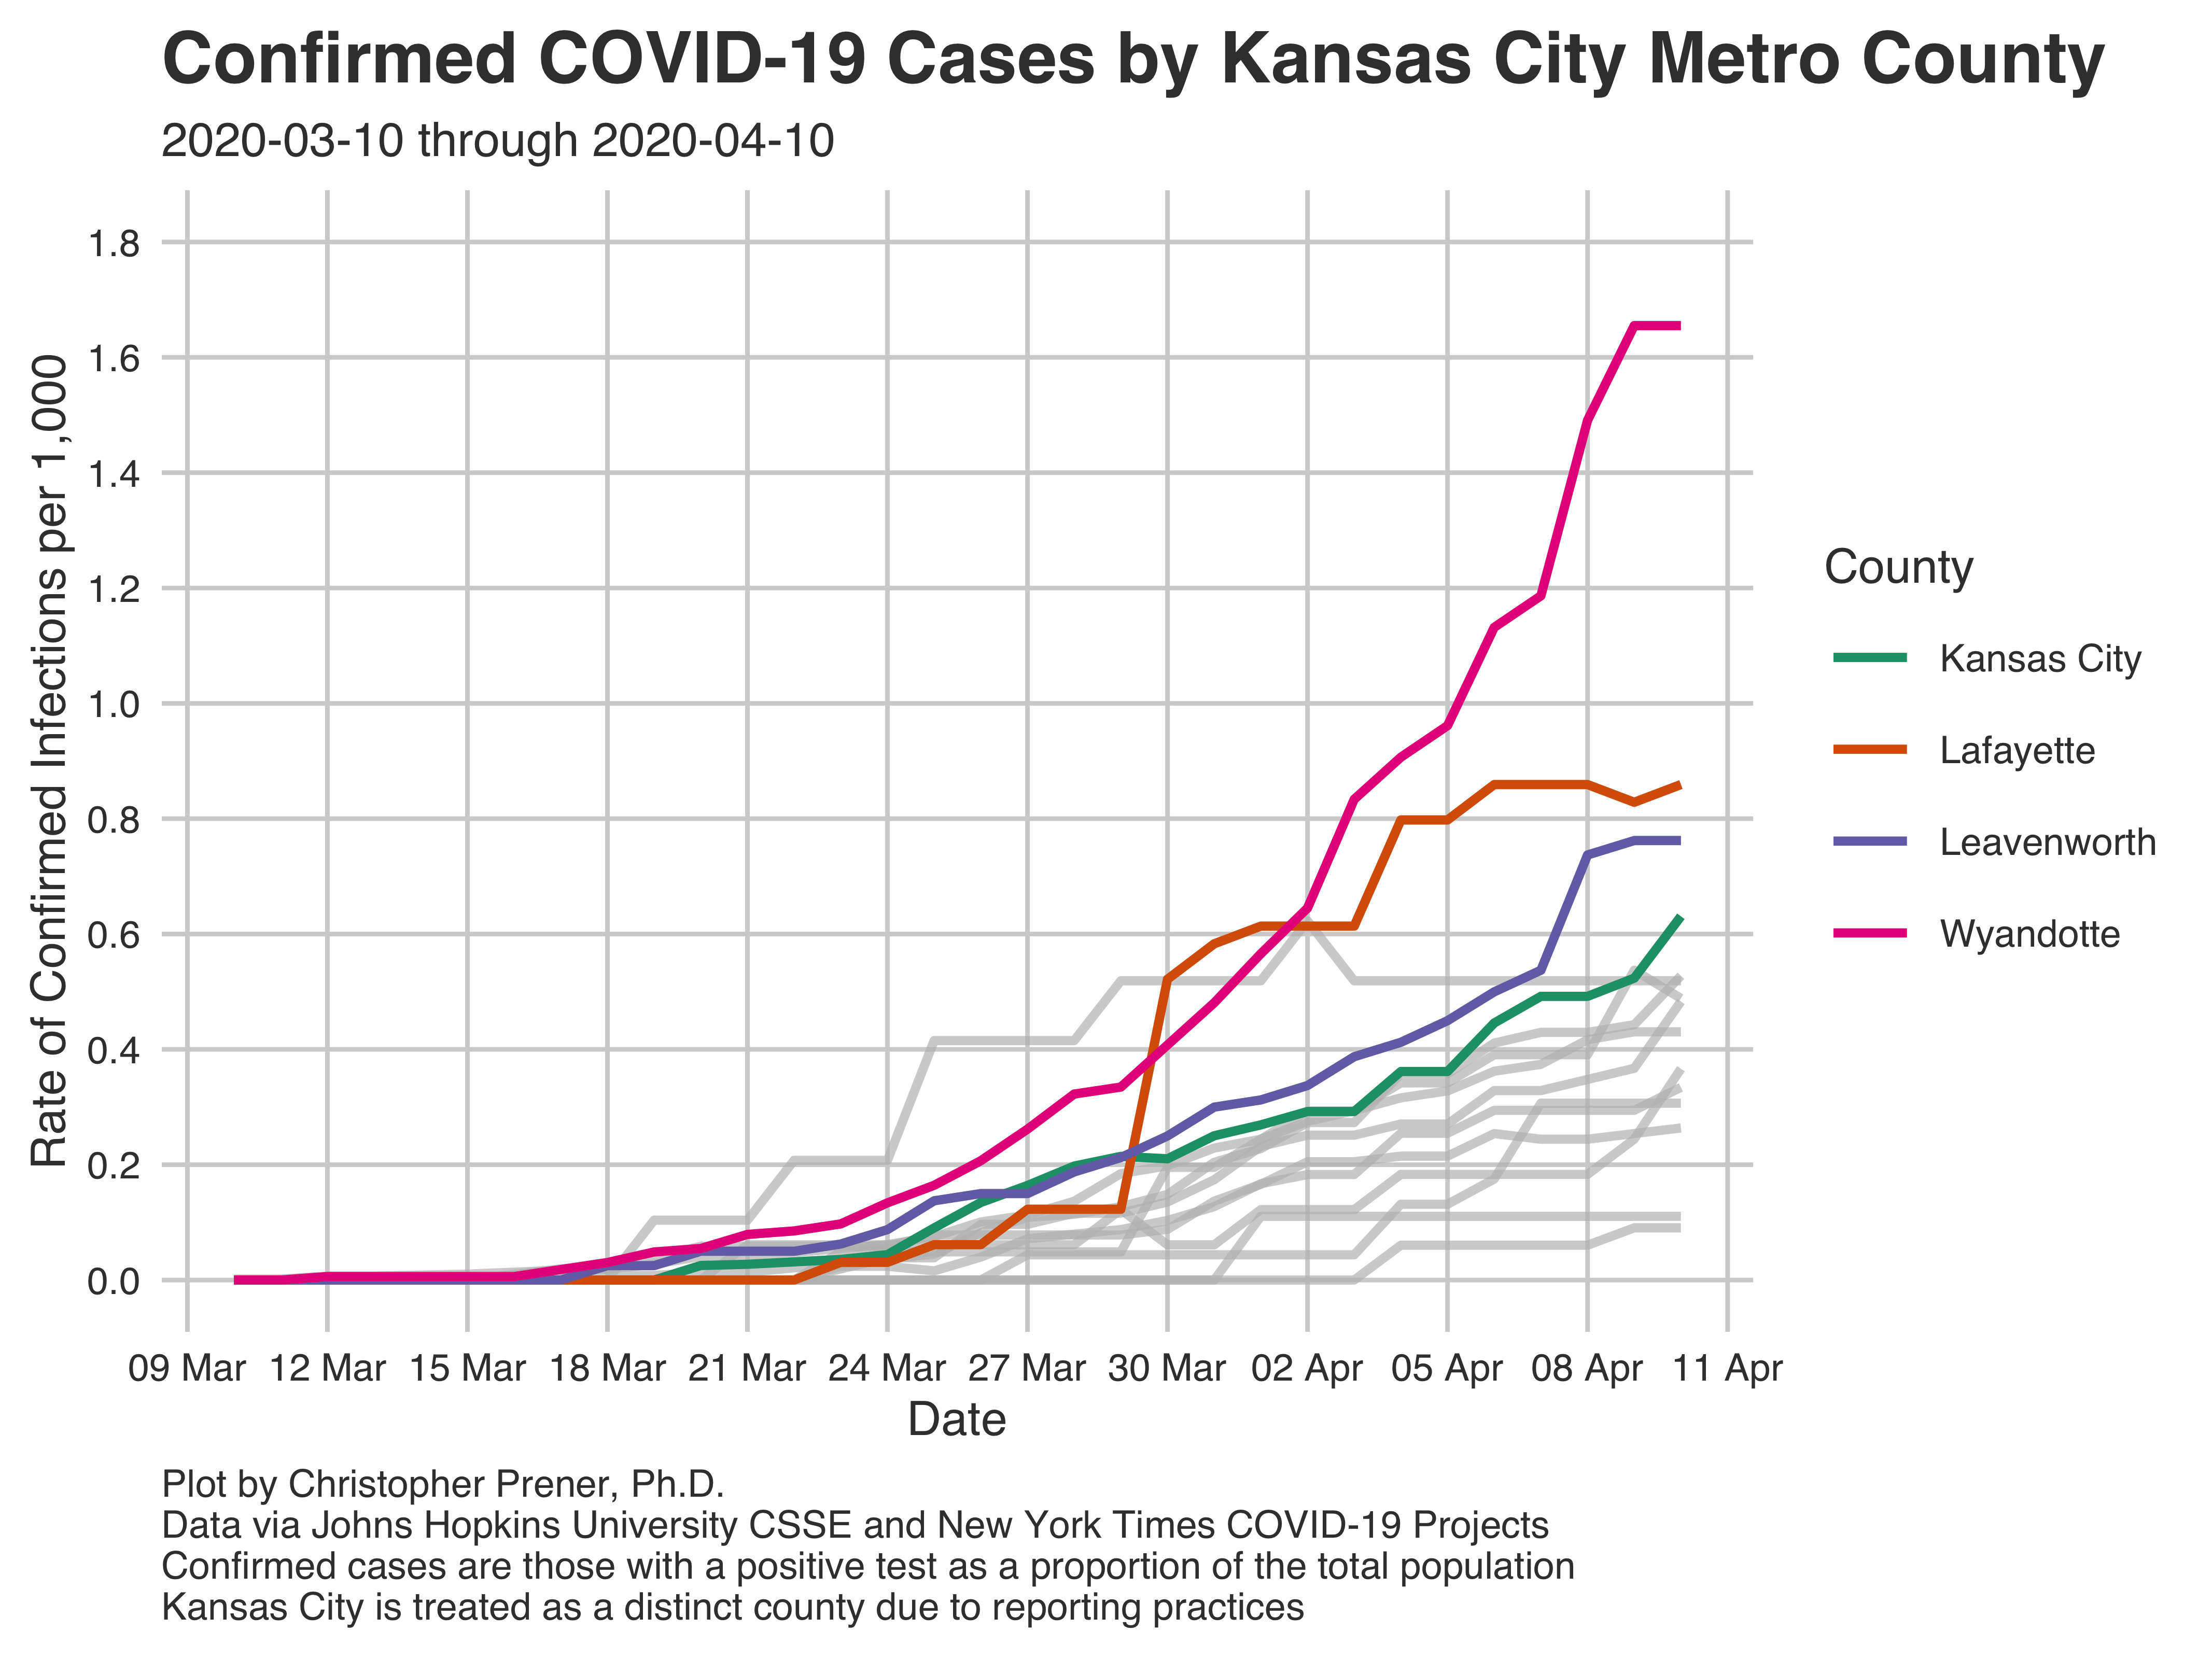 Confirmed COVID-19 Cases by Kansas City Metro County
2020-03-10 through 2020-04-10
Rate of Confirmed Infections per 1,000
1.8
1.6
1.4
1.2
1.0
0.8
0.6
0.4
0.2
0.0
09 Mar 12 Mar 15 Mar 18 Mar 21 Mar 24 Mar 27 Mar 30 Mar 02 Apr 05 Apr 08 Apr 11 Apr
Date
County
Kansas City
Lafayette
Leavenworth
Wyandotte
Plot by Christopher Prener, Ph.D.
Data via Johns Hopkins University CSSE and New York Times COVID-19 Projects
Confirmed cases are those with a positive test as a proportion of the total population
Kansas City is treated as a distinct county due to reporting practices